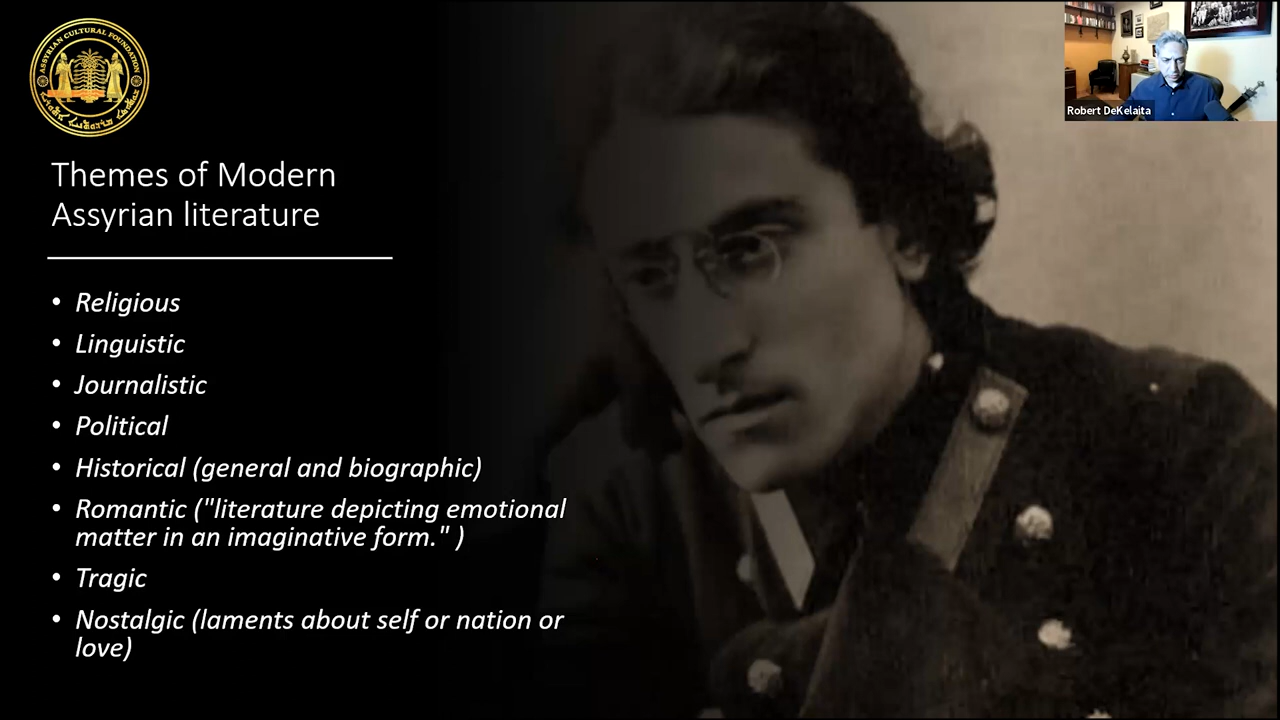 ASSYRIAN CULTURAL FOUNDATION
Robert DeKelaita
Themes of Modern
Assyrian literature
• Religious
• Linguistic
• Journalistic
• Political
• Historical (general and biographic)
• Romantic ("literature depicting emotional
matter in an imaginative form." )
• Tragic
• Nostalgic (laments about self or nation or
love)